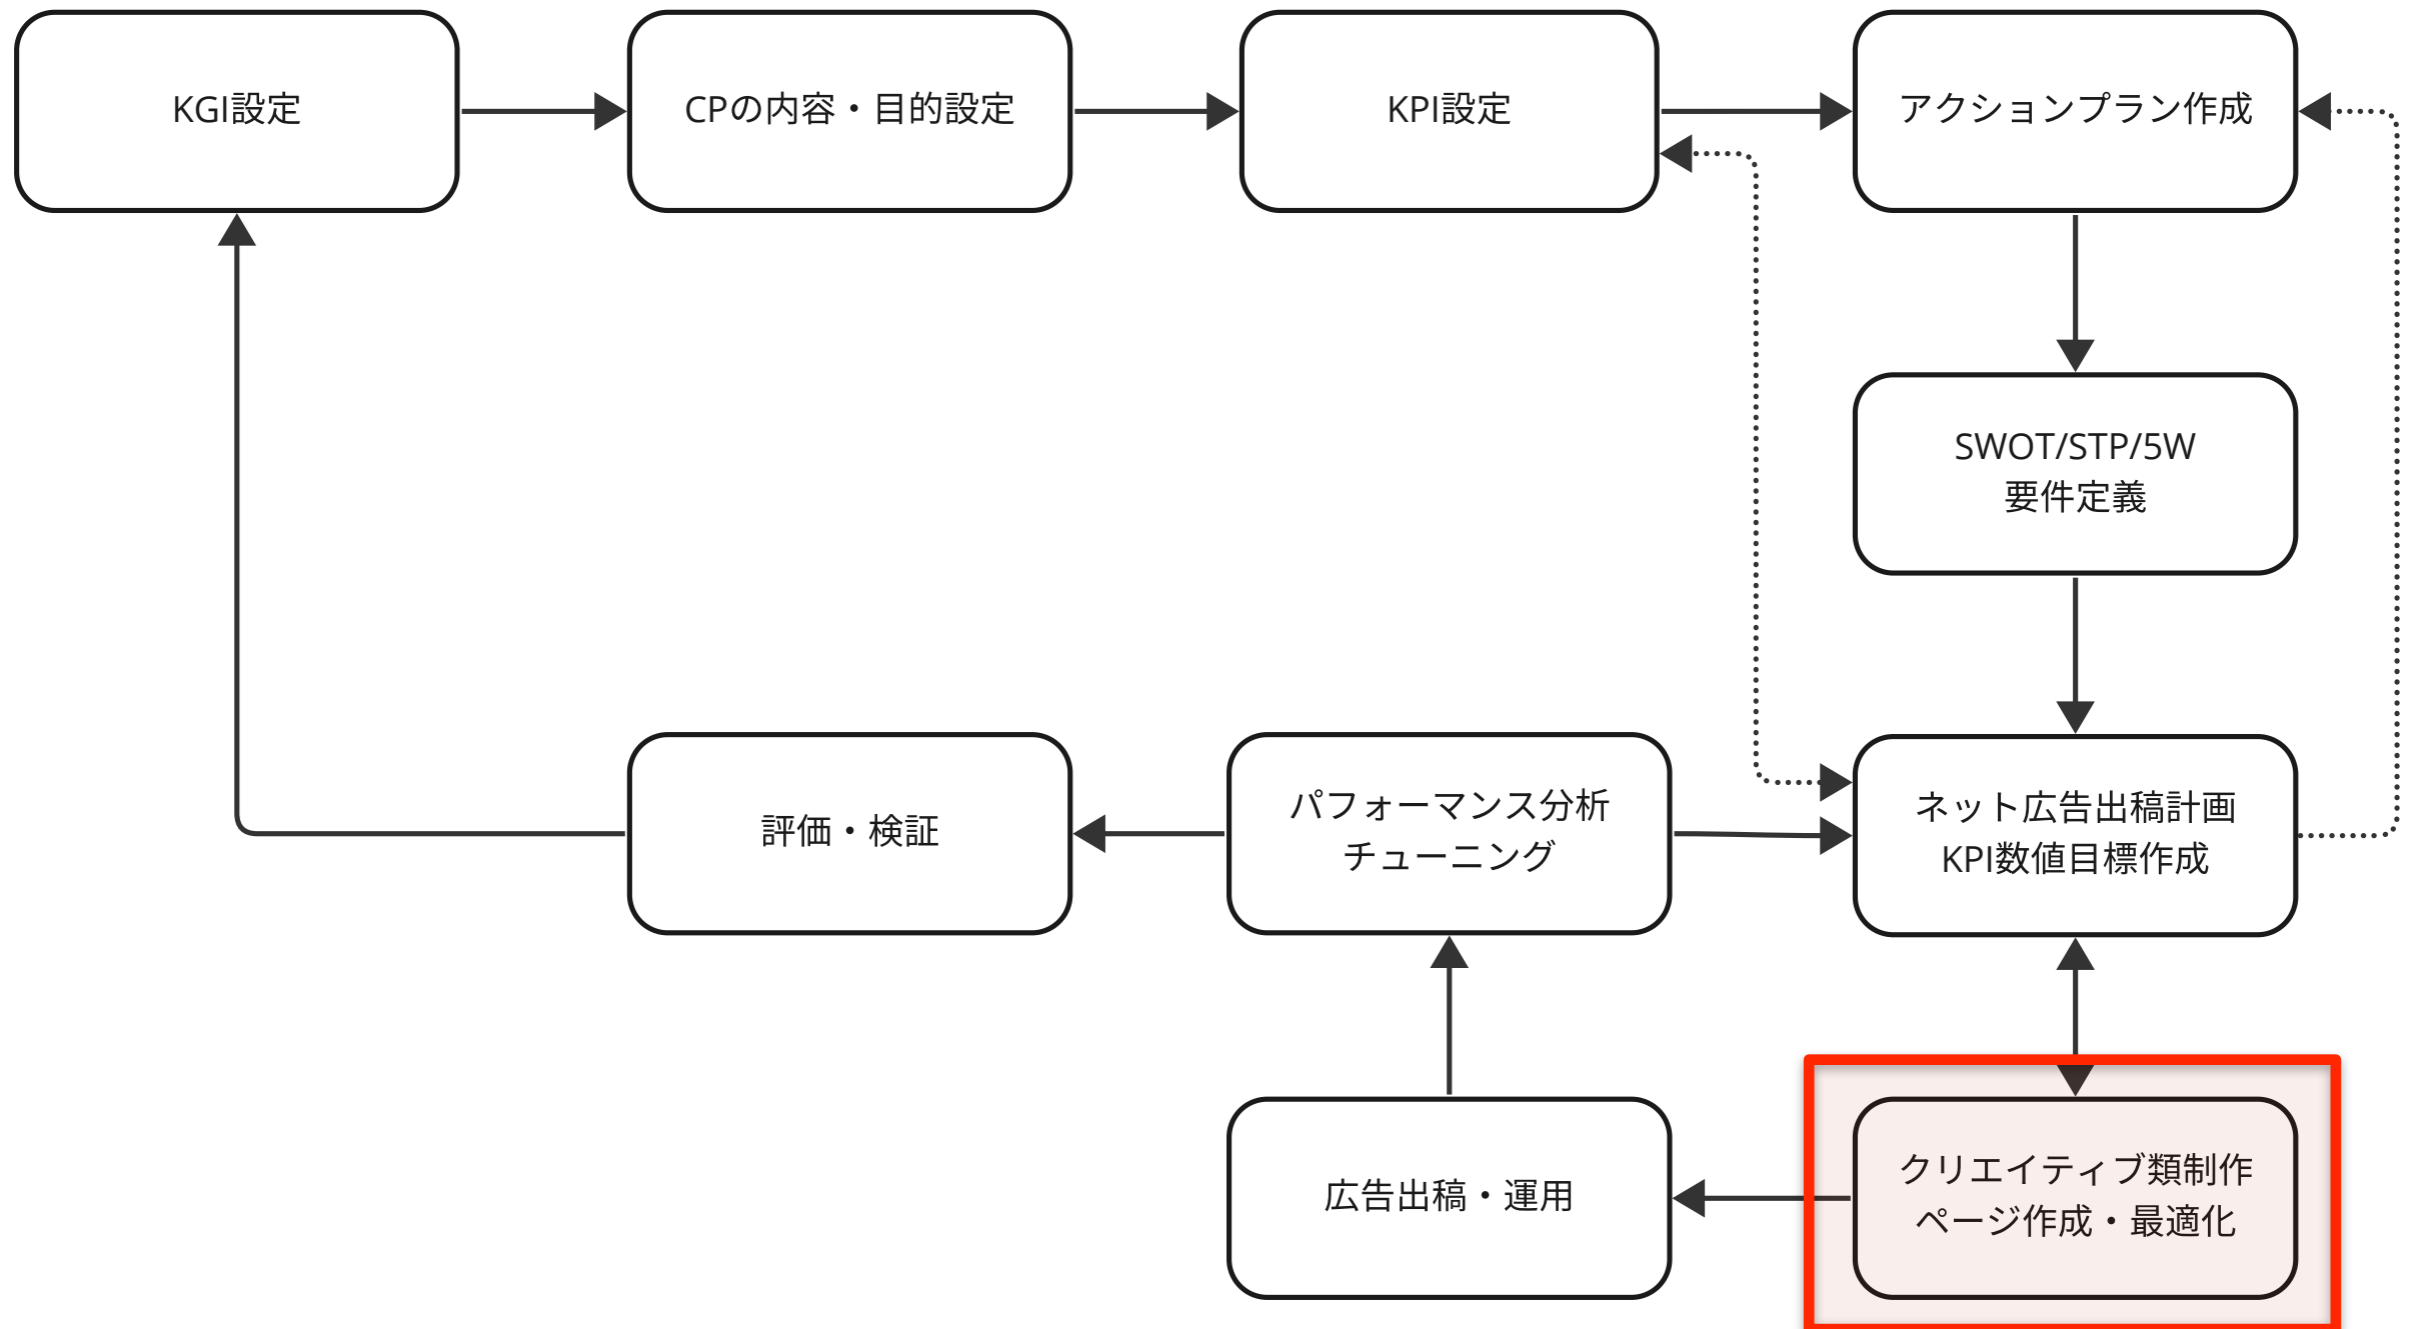 KGI設定
CPの内容・目的設定
KPI設定
アクションプラン作成
SWOT/STP/5W
要件定義
評価・検証
パフォーマンス分析
チューニング
ネット広告出稿計画
KPI数値目標作成
広告出稿・運用
クリエイティブ類制作
ページ作成・最適化